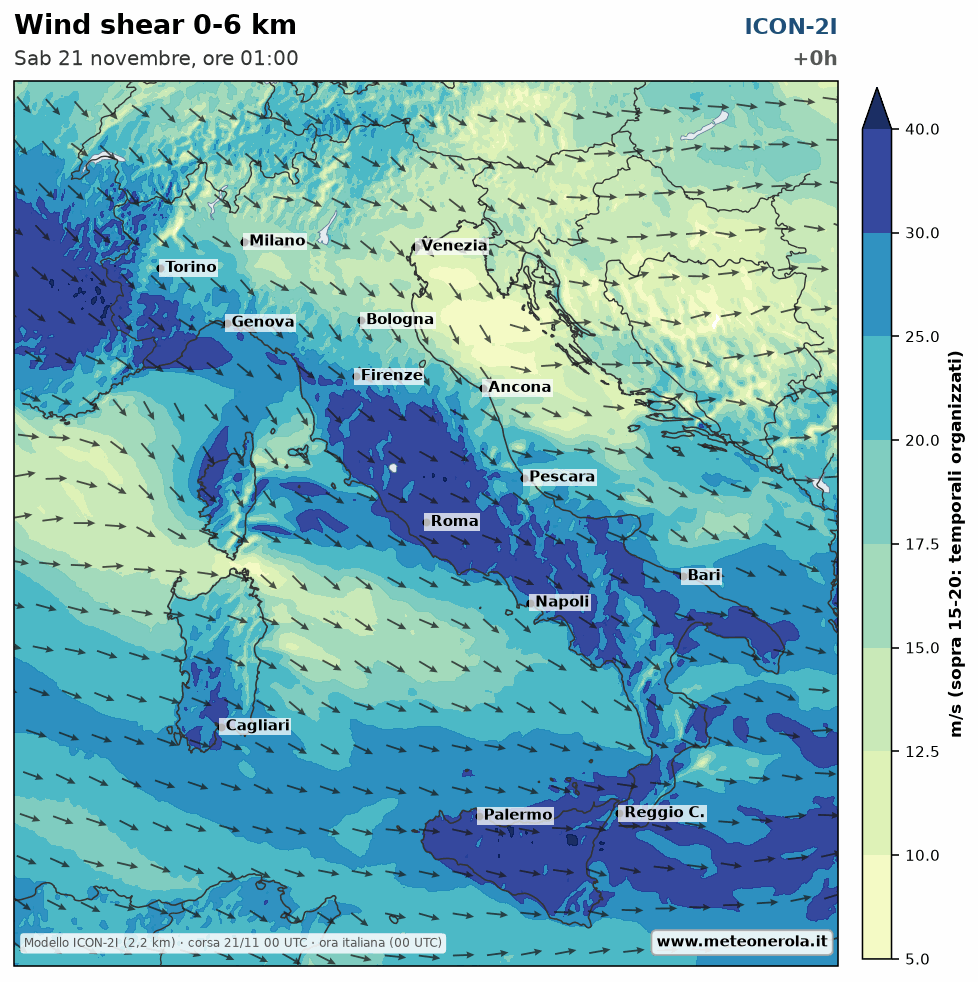 Wind shear 0-6 km
ICON-2I
Sab 21 novembre, ore 01:00
+0h
Milano
Venezia
Torino
Genova
Bologna
Firenze
Ancona
Pescara
Roma
Bari
Napoli
Cagliari
Palermo
Reggio C.
40.0
30.0
25.0
20.0
17.5
15.0
12.5
10.0
5.0
m/s (sopra 15-20: temporali organizzati)
Modello ICON-2I (2,2 km) · corsa 21/11 00 UTC · ora italiana (00 UTC)
www.meteonerola.it